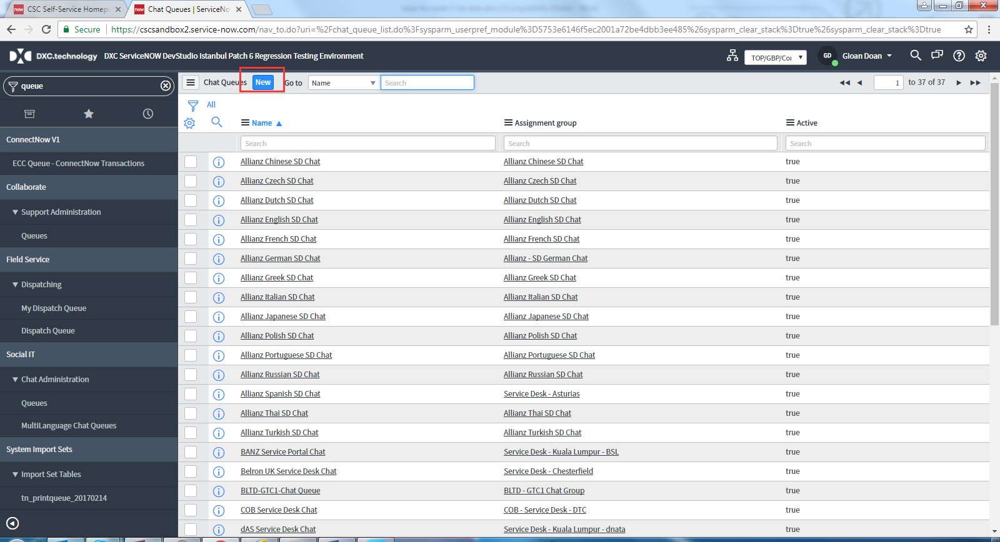 CSC Self-Service Homepa
Chat Queues | ServiceNo
Secure
https://cscsandbox2.service-now.com/nav_to.do?uri=%2Fchat_queue_list.do%3Fsysparm_userpref_module%3D5753e6146f5ec2001a72be4dbb3ee485%26sysparm_clear_stack%3Dtrue%26sysparm_clear_stack%3Dtrue
DXC.technology DXC ServiceNOW DevStudio Istanbul Patch 6 Regression Testing Environment
TOP/GBP/Cor GD Gioan Doan
queue
Chat Queues New Go to Name Search 1 to 37 of 37
All
Name Assignment group Active
Search Search Search
ConnectNow V1
ECC Queue - ConnectNow Transactions
Collaborate
Support Administration
Queues
Field Service
Dispatching
My Dispatch Queue
Dispatch Queue
Social IT
Chat Administration
Queues
MultiLanguage Chat Queues
System Import Sets
Import Set Tables
tn_printqueue_20170214
Allianz Chinese SD Chat Allianz Chinese SD Chat true
Allianz Czech SD Chat Allianz Czech SD Chat true
Allianz Dutch SD Chat Allianz Dutch SD Chat true
Allianz English SD Chat Allianz English SD Chat true
Allianz French SD Chat Allianz French SD Chat true
Allianz German SD Chat Allianz - SD German Chat true
Allianz Greek SD Chat Allianz Greek SD Chat true
Allianz Italian SD Chat Allianz Italian SD Chat true
Allianz Japanese SD Chat Allianz Japanese SD Chat true
Allianz Polish SD Chat Allianz Polish SD Chat true
Allianz Portuguese SD Chat Allianz Portuguese SD Chat true
Allianz Russian SD Chat Allianz Russian SD Chat true
Allianz Spanish SD Chat Service Desk - Asturias true
Allianz Thai SD Chat Allianz Thai SD Chat true
Allianz Turkish SD Chat Allianz Turkish SD Chat true
BANZ Service Portal Chat Service Desk - Kuala Lumpur - BSL true
Belron UK Service Desk Chat Service Desk - Chesterfield true
BLTD-GTC1-Chat Queue BLTD - GTC1 Chat Group true
COB Service Desk Chat COB - Service Desk - DTC true
dAS Service Desk Chat Service Desk - Kuala Lumpur - dnata true